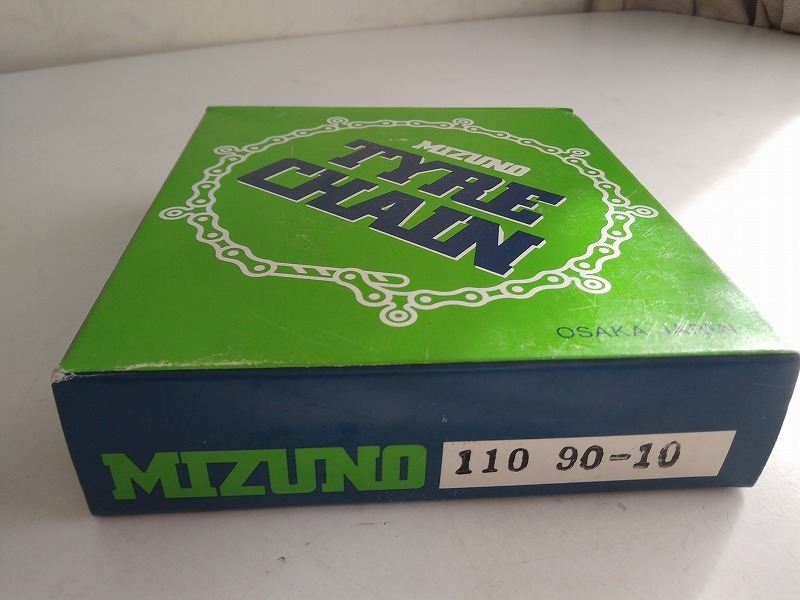 MIZUNO
TYRE
CHAIN
OSAKA JAPAN
MIZUNO
110 90-10